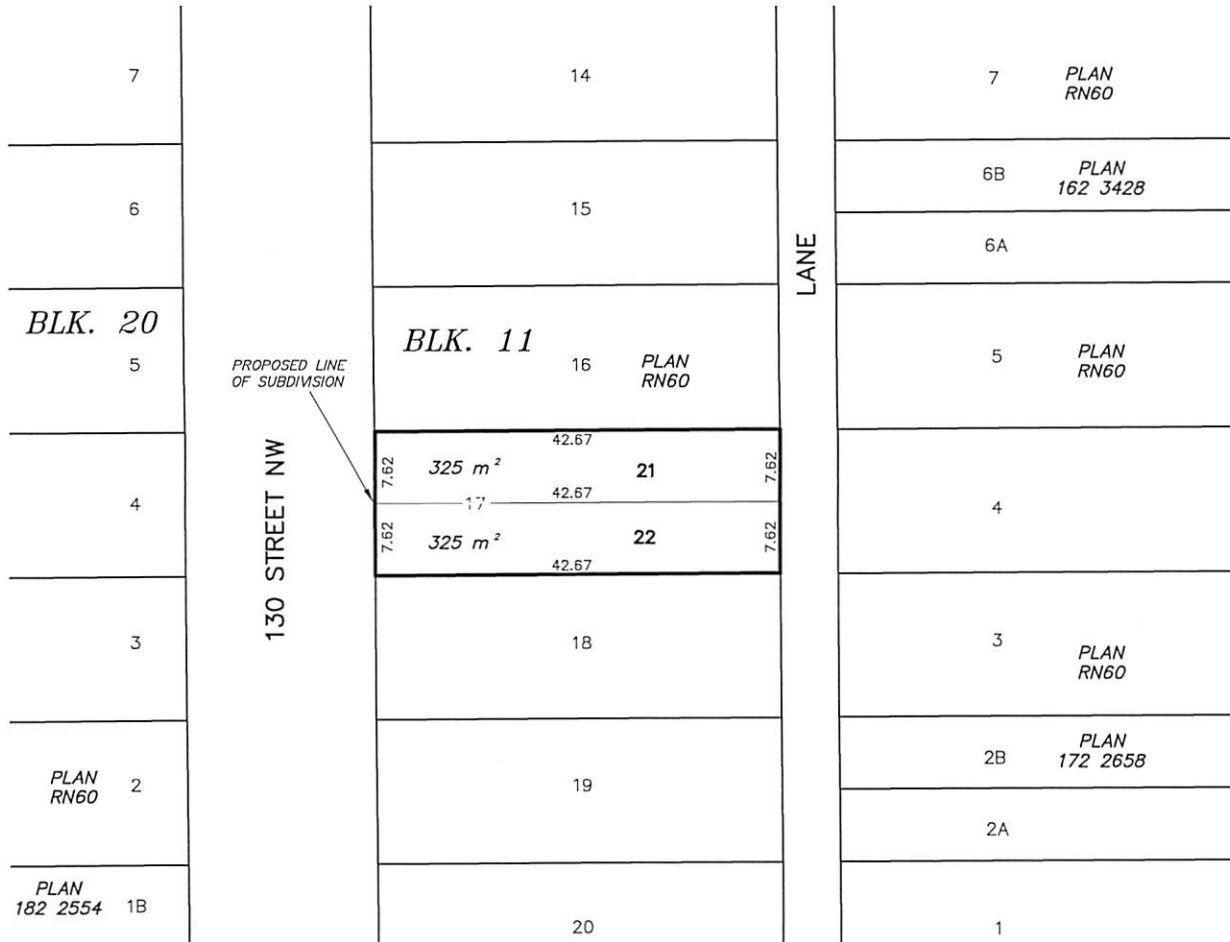 7
6
BLK. 20
5
4
3
PLAN
RN60
2
PLAN
182 2554
1B
PROPOSED LINE
OF SUBDIVISION
130 STREET NW
14
15
BLK. 11
16
PLAN
RN60
42.67
7.62
325 m²
21
7.62
42.67
17
7.62
325 m²
22
7.62
42.67
18
19
20
LANE
7
PLAN
RN60
6B
PLAN
162 3428
6A
5
PLAN
RN60
4
3
PLAN
RN60
2B
PLAN
172 2658
2A
1